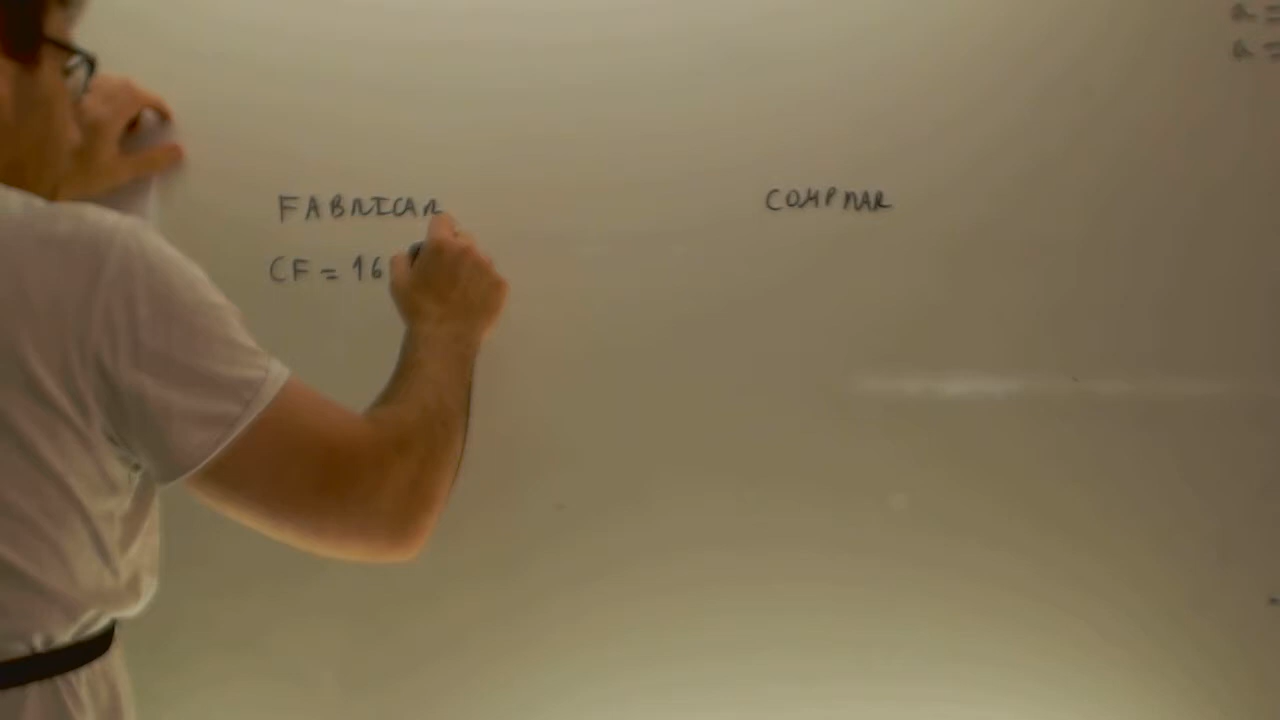 FABRICAR
COMPRAR
CF = 16
a =
a =